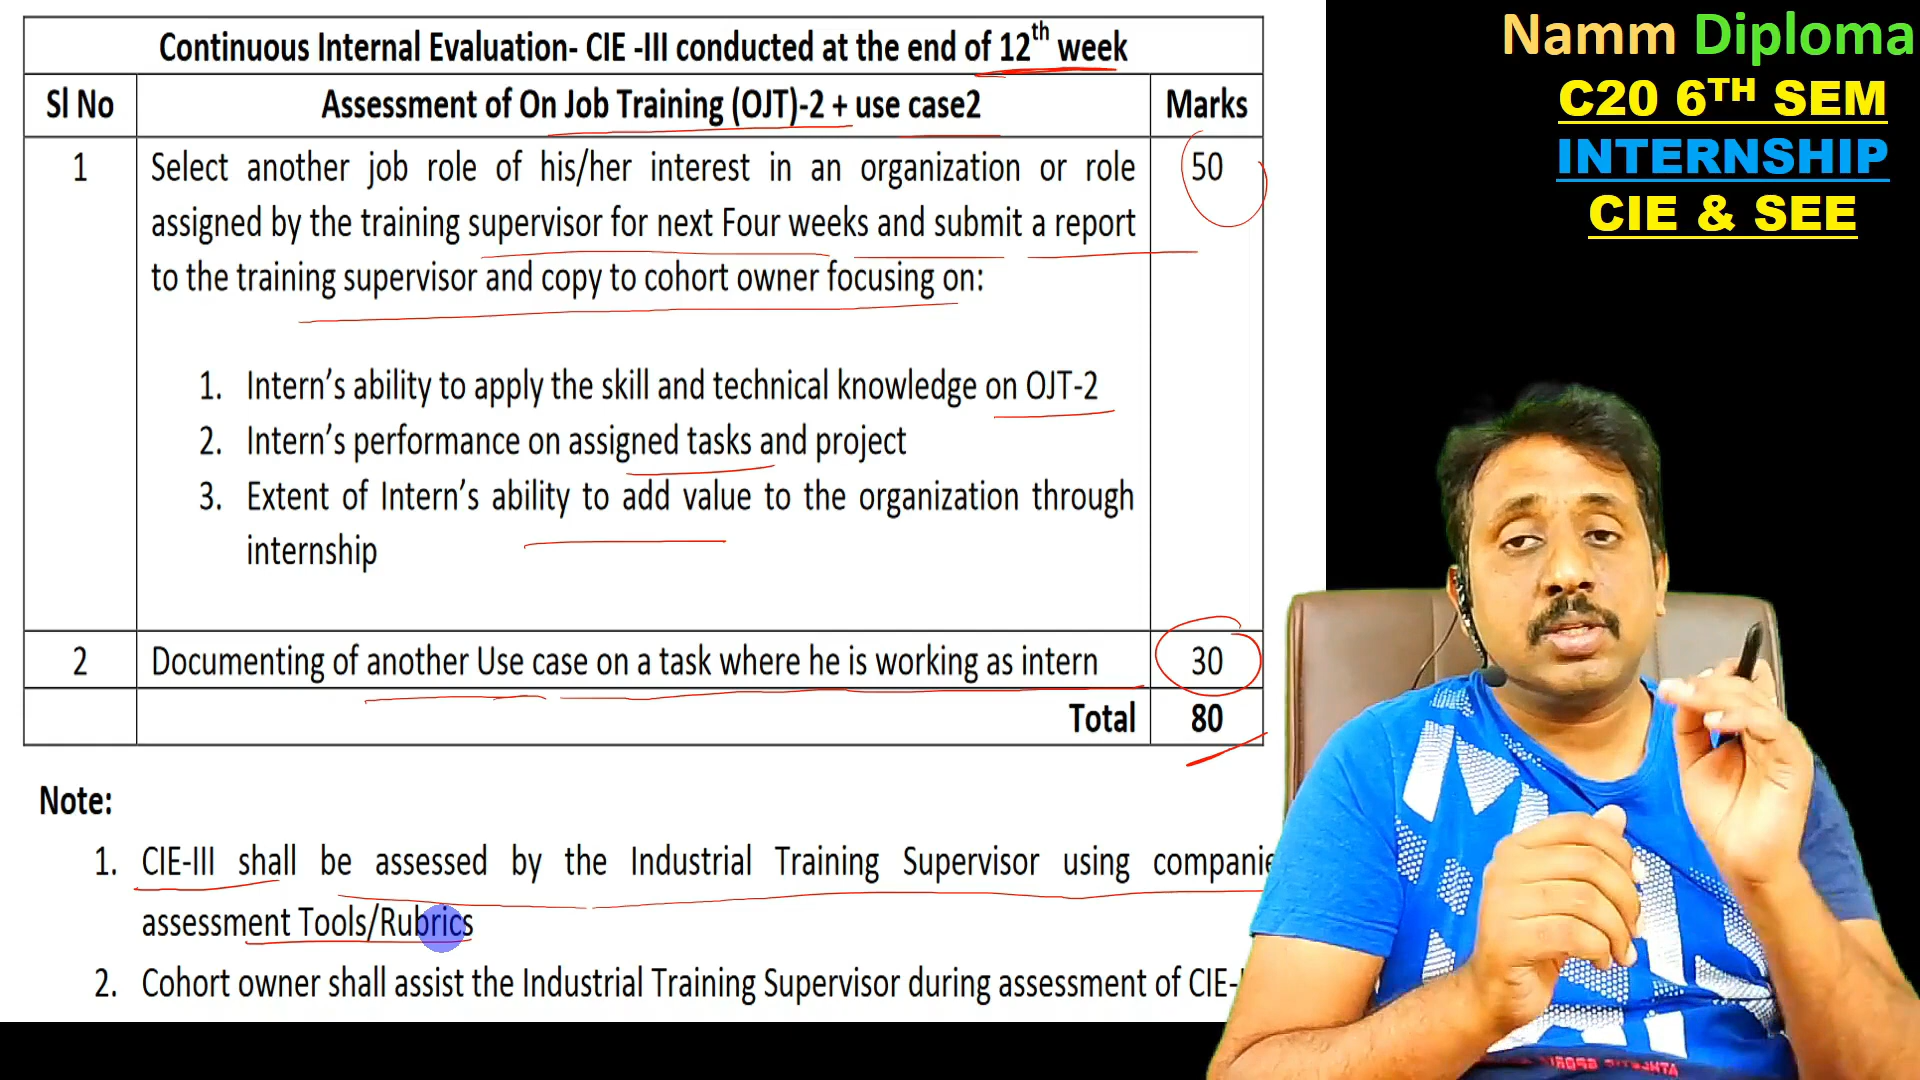 Continuous Internal Evaluation- CIE -III conducted at the end of 12th week
Sl No Assessment of On Job Training (OJT)-2 + use case2 Marks
1 Select another job role of his/her interest in an organization or role 50
assigned by the training supervisor for next Four weeks and submit a report
to the training supervisor and copy to cohort owner focusing on:
1. Intern's ability to apply the skill and technical knowledge on OJT-2
2. Intern's performance on assigned tasks and project
3. Extent of Intern's ability to add value to the organization through
internship
2 Documenting of another Use case on a task where he is working as intern 30
Total 80
Note:
1. CIE-III shall be assessed by the Industrial Training Supervisor using companie
assessment Tools/Rubrics
2. Cohort owner shall assist the Industrial Training Supervisor during assessment of CIE-
Namm Diploma
C20 6TH SEM
INTERNSHIP
CIE & SEE